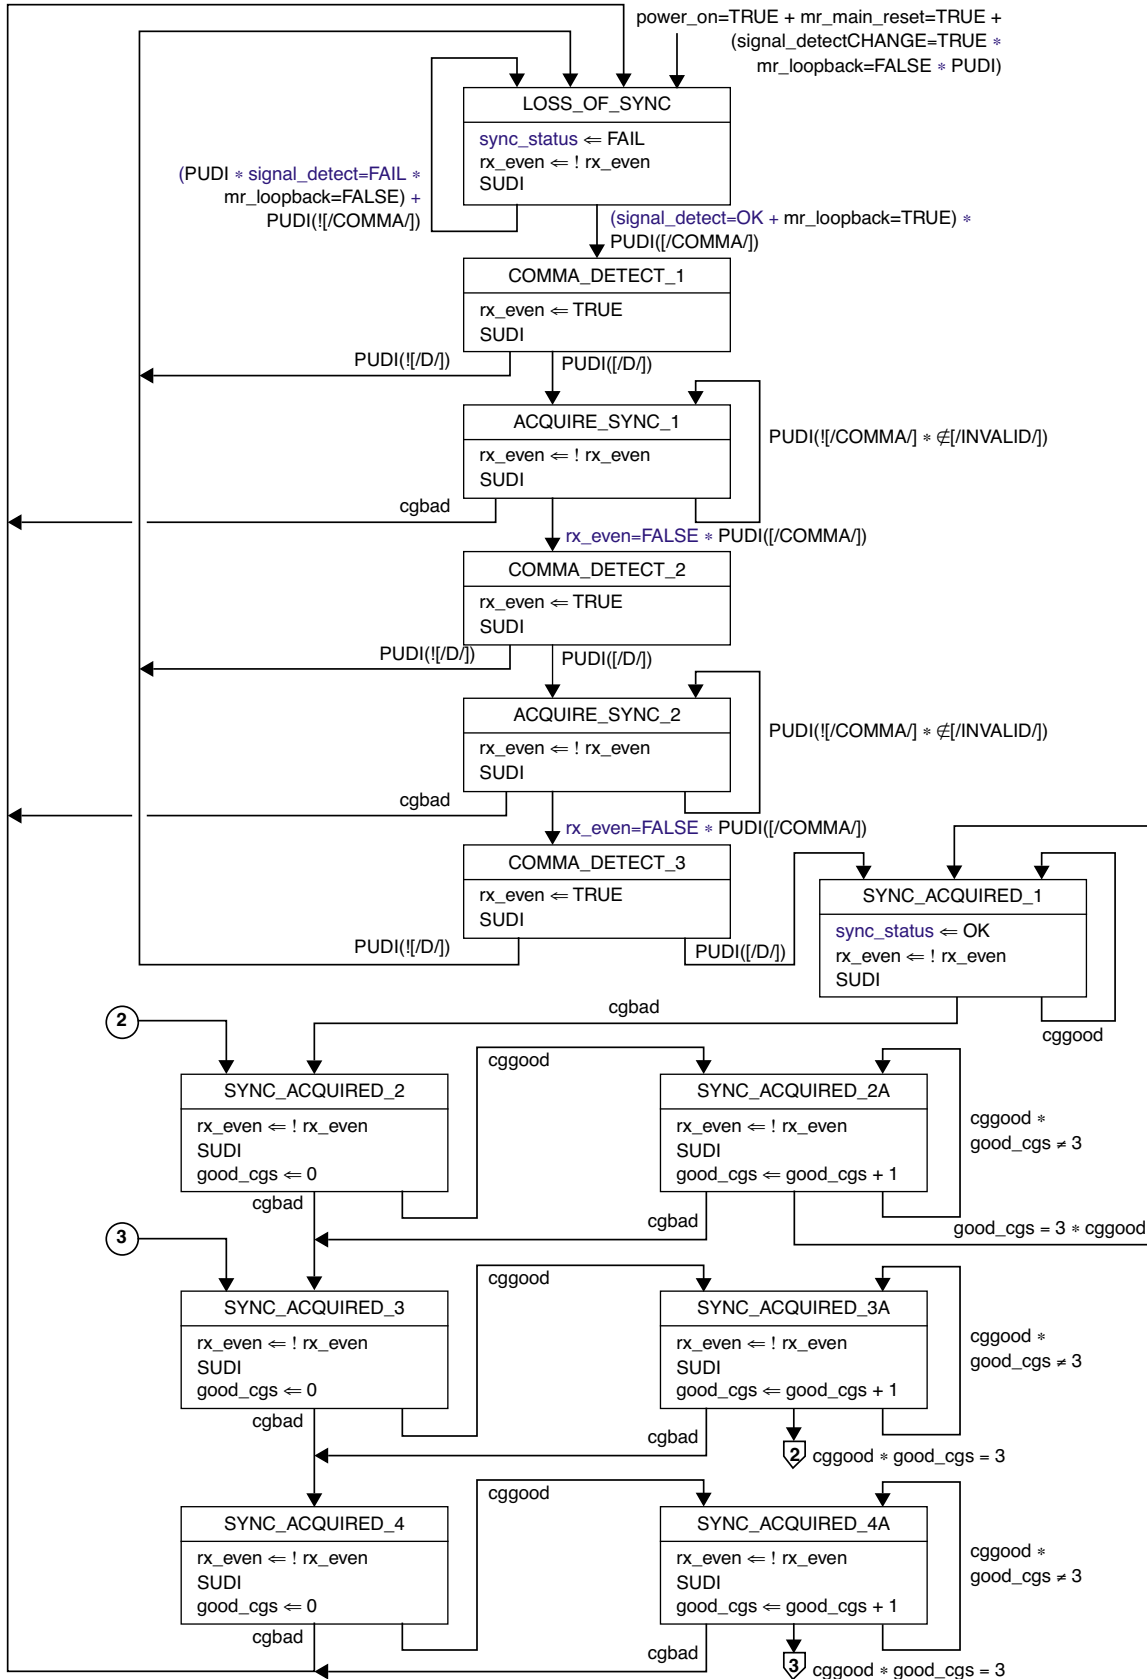 power_on=TRUE + mr_main_reset=TRUE +
(signal_detectCHANGE=TRUE *
mr_loopback=FALSE * PUDI)
LOSS_OF_SYNC
sync_status ⇐ FAIL
rx_even ⇐ ! rx_even
SUDI
(PUDI * signal_detect=FAIL *
mr_loopback=FALSE) +
PUDI(![/COMMA/])
(signal_detect=OK + mr_loopback=TRUE) *
PUDI([/COMMA/])
COMMA_DETECT_1
rx_even ⇐ TRUE
SUDI
PUDI(![/D/])
PUDI([/D/])
ACQUIRE_SYNC_1
rx_even ⇐ ! rx_even
SUDI
PUDI(![/COMMA/] * ∉[/INVALID/])
cgbad
rx_even=FALSE * PUDI([/COMMA/])
COMMA_DETECT_2
rx_even ⇐ TRUE
SUDI
PUDI(![/D/])
PUDI([/D/])
ACQUIRE_SYNC_2
rx_even ⇐ ! rx_even
SUDI
PUDI(![/COMMA/] * ∉[/INVALID/])
cgbad
rx_even=FALSE * PUDI([/COMMA/])
COMMA_DETECT_3
rx_even ⇐ TRUE
SUDI
PUDI(![/D/])
PUDI([/D/])
SYNC_ACQUIRED_1
sync_status ⇐ OK
rx_even ⇐ ! rx_even
SUDI
cgbad
cggood
2
SYNC_ACQUIRED_2
rx_even ⇐ ! rx_even
SUDI
good_cgs ⇐ 0
cggood
SYNC_ACQUIRED_2A
rx_even ⇐ ! rx_even
SUDI
good_cgs ⇐ good_cgs + 1
cggood *
good_cgs ≠ 3
cgbad
cgbad
good_cgs = 3 * cggood
3
SYNC_ACQUIRED_3
rx_even ⇐ ! rx_even
SUDI
good_cgs ⇐ 0
cggood
SYNC_ACQUIRED_3A
rx_even ⇐ ! rx_even
SUDI
good_cgs ⇐ good_cgs + 1
cggood *
good_cgs ≠ 3
cgbad
cgbad
2
cggood * good_cgs = 3
SYNC_ACQUIRED_4
rx_even ⇐ ! rx_even
SUDI
good_cgs ⇐ 0
cggood
SYNC_ACQUIRED_4A
rx_even ⇐ ! rx_even
SUDI
good_cgs ⇐ good_cgs + 1
cggood *
good_cgs ≠ 3
cgbad
cgbad
3
cggood * good_cgs = 3